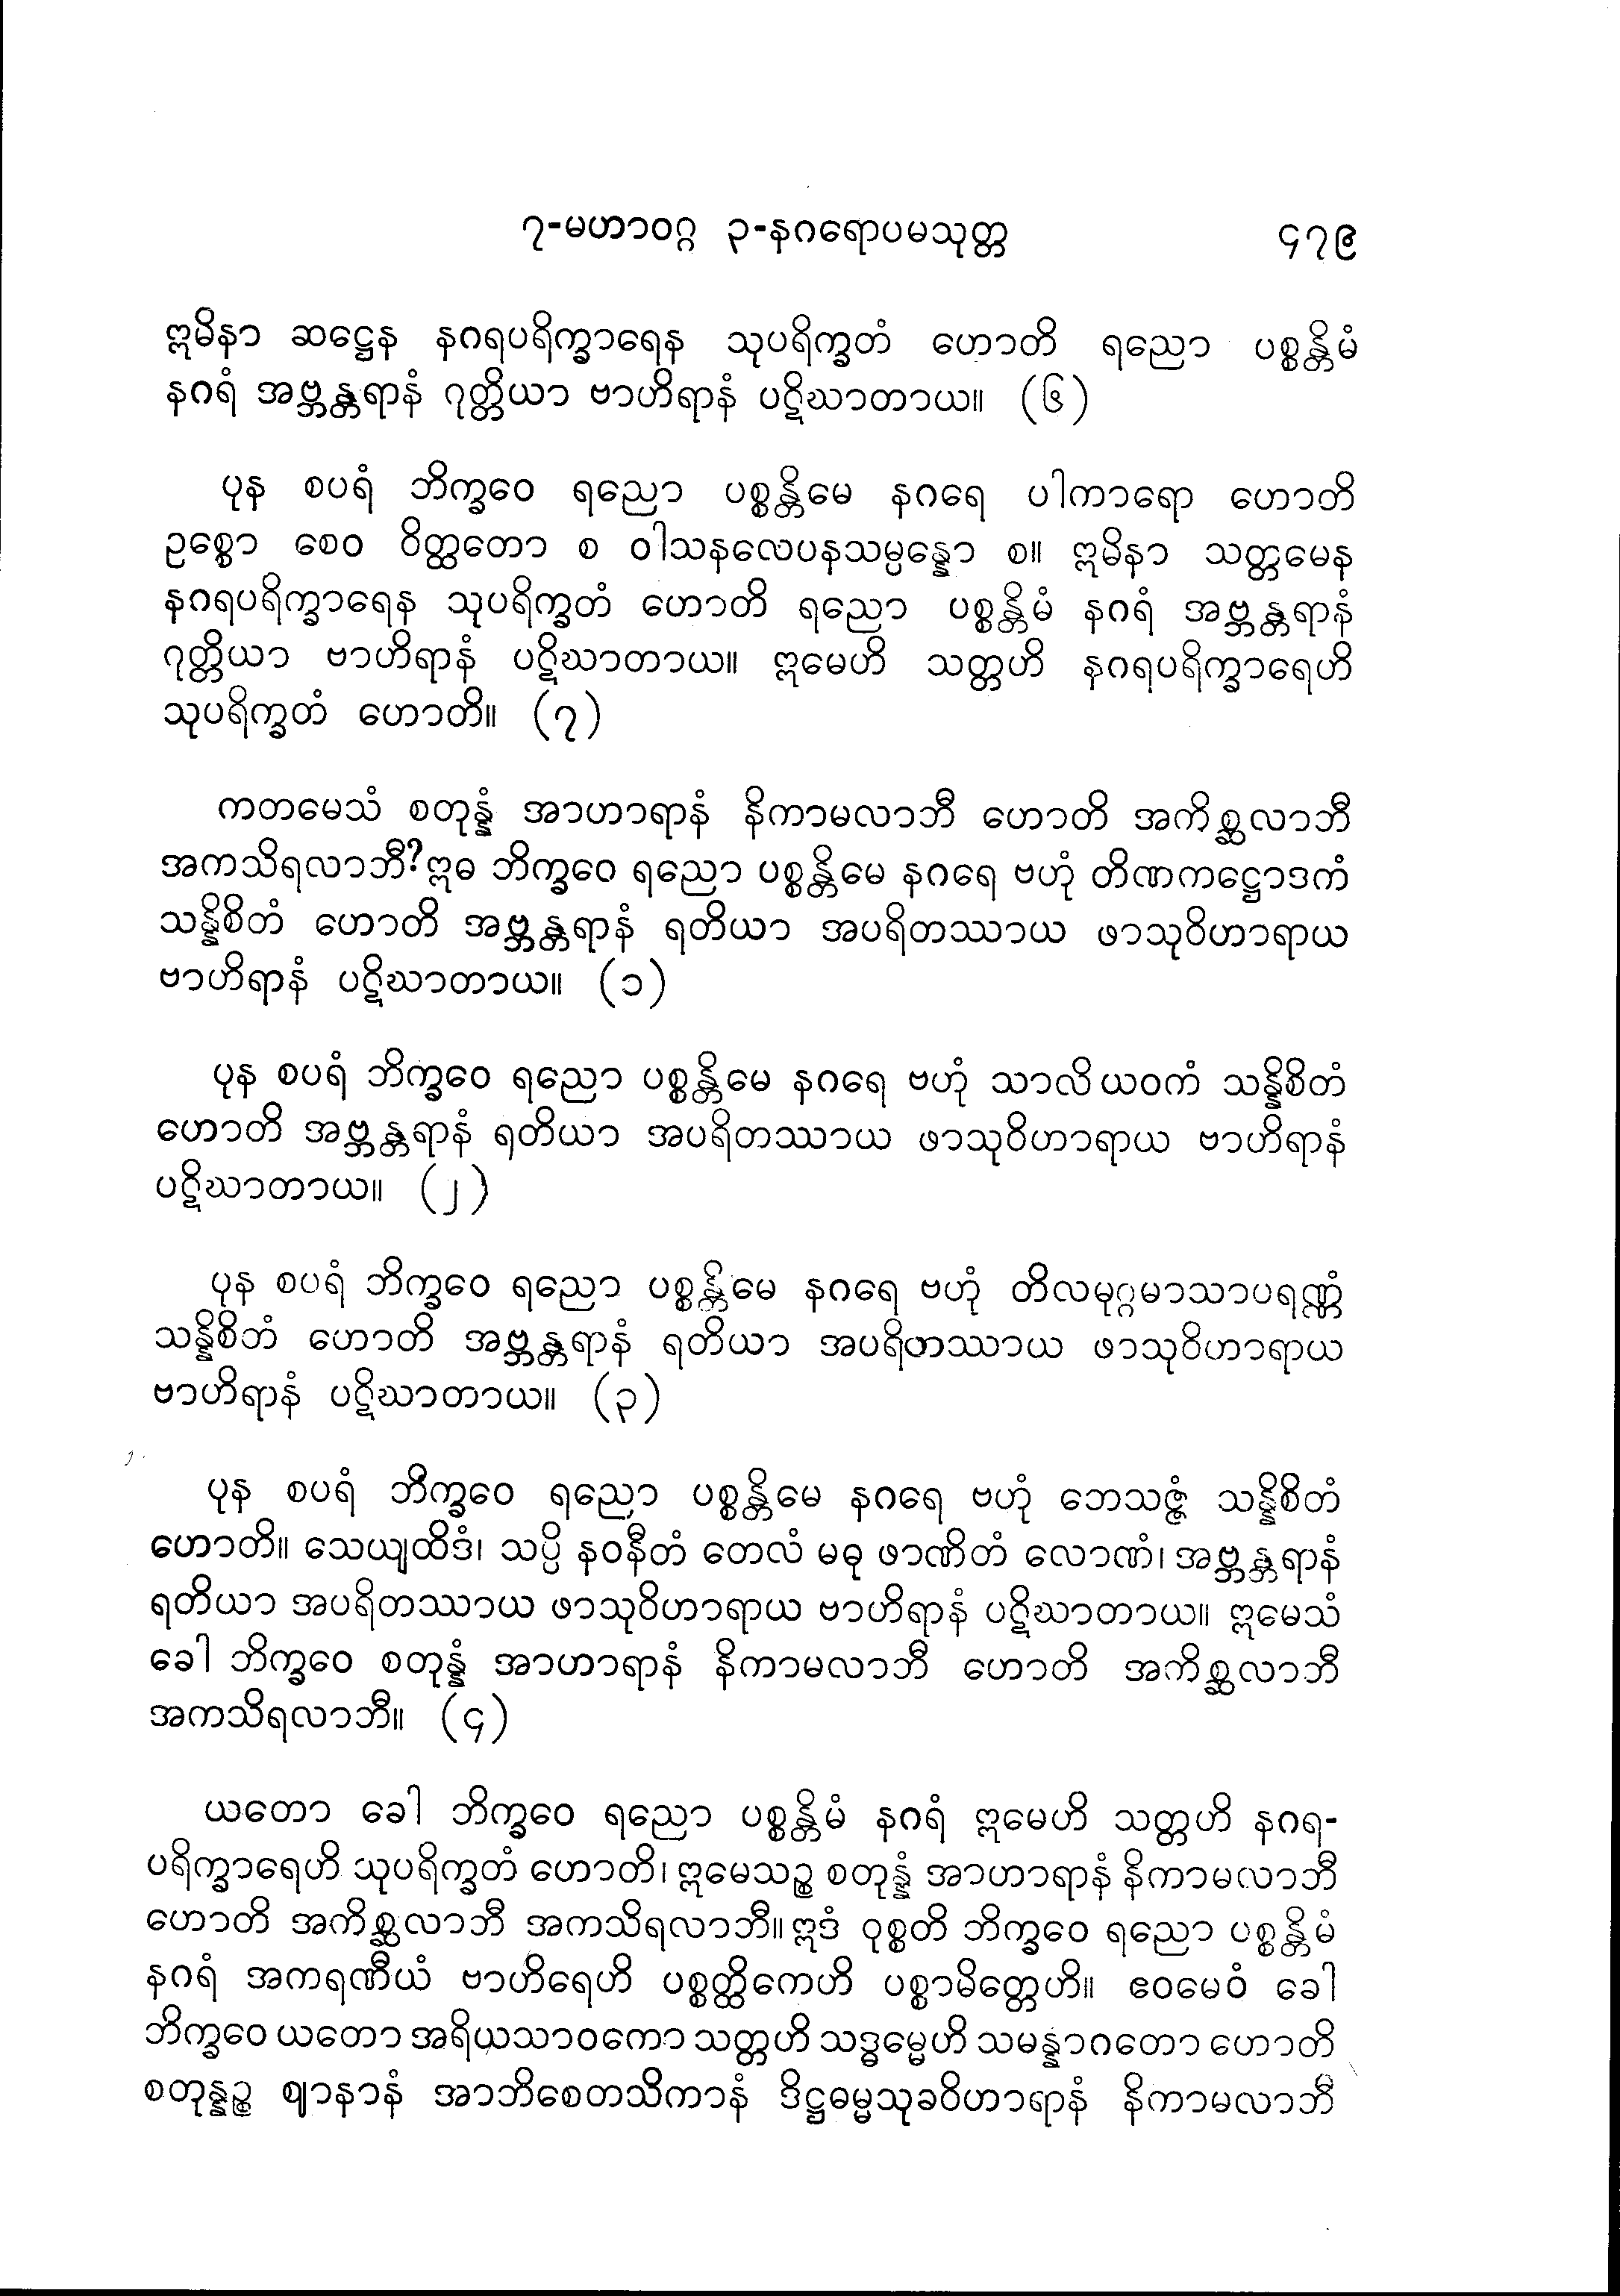 ၇-မဟာဝဂ္ဂ ၃-နဂရောပမသုတ္တ ၄၇၉
ဣမိနာ ဆဋ္ဌေန နဂရပရိက္ခာရေန သုပရိက္ခတံ ဟောတိ ရညော ပစ္စန္တိမံ
နဂရံ အဗ္ဘန္တရာနံ ဂုတ္တိယာ ဗာဟိရာနံ ပဋိဃာတာယ။ (၆)
ပုန စပရံ ဘိက္ခဝေ ရညော ပစ္စန္တိမေ နဂရေ ပါကာရော ဟောတိ
ဥစ္စော စေဝ ဝိတ္ထတော စ ဝါသနလေပနသမ္ပန္နော စ။ ဣမိနာ သတ္တမေန
နဂရပရိက္ခာရေန သုပရိက္ခတံ ဟောတိ ရညော ပစ္စန္တိမံ နဂရံ အဗ္ဘန္တရာနံ
ဂုတ္တိယာ ဗာဟိရာနံ ပဋိဃာတာယ။ ဣမေဟိ သတ္တဟိ နဂရပရိက္ခာရေဟိ
သုပရိက္ခတံ ဟောတိ။ (၇)
ကတမေသံ စတုန္နံ အာဟာရာနံ နိကာမလာဘီ ဟောတိ အကိစ္ဆလာဘီ
အကသိရလာဘီ?ဣဓ ဘိက္ခဝေ ရညော ပစ္စန္တိမေ နဂရေ ဗဟုံ တိဏကဋ္ဌောဒကံ
သန္နိစိတံ ဟောတိ အဗ္ဘန္တရာနံ ရတိယာ အပရိတဿာယ ဖာသုဝိဟာရာယ
ဗာဟိရာနံ ပဋိဃာတာယ။ (၁)
ပုန စပရံ ဘိက္ခဝေ ရညော ပစ္စန္တိမေ နဂရေ ဗဟုံ သာလိယဝကံ သန္နိစိတံ
ဟောတိ အဗ္ဘန္တရာနံ ရတိယာ အပရိတဿာယ ဖာသုဝိဟာရာယ ဗာဟိရာနံ
ပဋိဃာတာယ။ (၂)
ပုန စပရံ ဘိက္ခဝေ ရညော ပစ္စန္တိမေ နဂရေ ဗဟုံ တိလမုဂ္ဂမာသာပရဏ္ဏံ
သန္နိစိတံ ဟောတိ အဗ္ဘန္တရာနံ ရတိယာ အပရိတဿာယ ဖာသုဝိဟာရာယ
ဗာဟိရာနံ ပဋိဃာတာယ။ (၃)
ပုန စပရံ ဘိက္ခဝေ ရညော ပစ္စန္တိမေ နဂရေ ဗဟုံ ဘေသဇ္ဇံ သန္နိစိတံ
ဟောတိ။ သေယျထိဒံ၊ သပ္ပိ နဝနီတံ တေလံ မဓု ဖာဏိတံ လောဏံ၊ အဗ္ဘန္တရာနံ
ရတိယာ အပရိတဿာယ ဖာသုဝိဟာရာယ ဗာဟိရာနံ ပဋိဃာတာယ။ ဣမေသံ
ခေါ ဘိက္ခဝေ စတုန္နံ အာဟာရာနံ နိကာမလာဘီ ဟောတိ အကိစ္ဆလာဘီ
အကသိရလာဘီ။ (၄)
ယတော ခေါ ဘိက္ခဝေ ရညော ပစ္စန္တိမံ နဂရံ ဣမေဟိ သတ္တဟိ နဂရ-
ပရိက္ခာရေဟိ သုပရိက္ခတံ ဟောတိ၊ ဣမေသဉ္စ စတုန္နံ အာဟာရာနံ နိကာမလာဘီ
ဟောတိ အကိစ္ဆလာဘီ အကသိရလာဘီ။ ဣဒံ ဝုစ္စတိ ဘိက္ခဝေ ရညော ပစ္စန္တိမံ
နဂရံ အကရဏီယံ ဗာဟိရေဟိ ပစ္စတ္ထိကေဟိ ပစ္စာမိတ္တေဟိ။ ဧဝမေဝံ ခေါ
ဘိက္ခဝေ ယတော အရိယသာဝကော သတ္တဟိ သဒ္ဓမ္မေဟိ သမန္နာဂတော ဟောတိ
စတုန္နဉ္စ ဈာနာနံ အာဘိစေတသိကာနံ ဒိဋ္ဌဓမ္မသုခဝိဟာရာနံ နိကာမလာဘီ